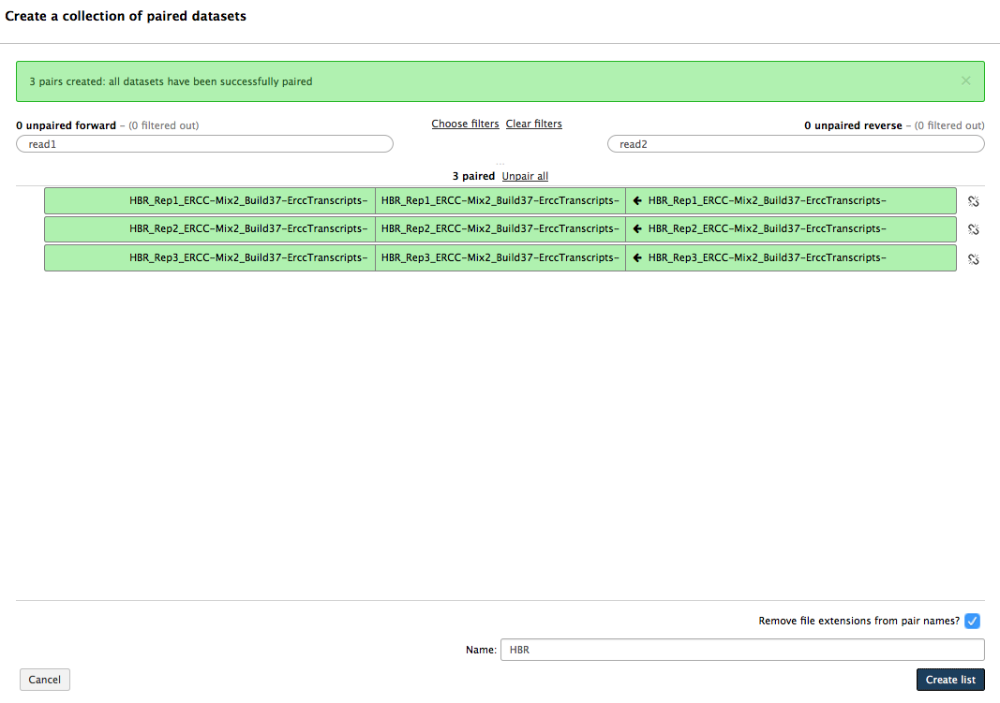 Create a collection of paired datasets
3 pairs created: all datasets have been successfully paired
0 unpaired forward – (0 filtered out)
Choose filters Clear filters
0 unpaired reverse – (0 filtered out)
read1
read2
...
3 paired Unpair all
HBR_Rep1_ERCC-Mix2_Build37-ErccTranscripts- HBR_Rep1_ERCC-Mix2_Build37-ErccTranscripts- HBR_Rep1_ERCC-Mix2_Build37-ErccTranscripts-
HBR_Rep2_ERCC-Mix2_Build37-ErccTranscripts- HBR_Rep2_ERCC-Mix2_Build37-ErccTranscripts- HBR_Rep2_ERCC-Mix2_Build37-ErccTranscripts-
HBR_Rep3_ERCC-Mix2_Build37-ErccTranscripts- HBR_Rep3_ERCC-Mix2_Build37-ErccTranscripts- HBR_Rep3_ERCC-Mix2_Build37-ErccTranscripts-
Remove file extensions from pair names?
Name: HBR
Cancel
Create list